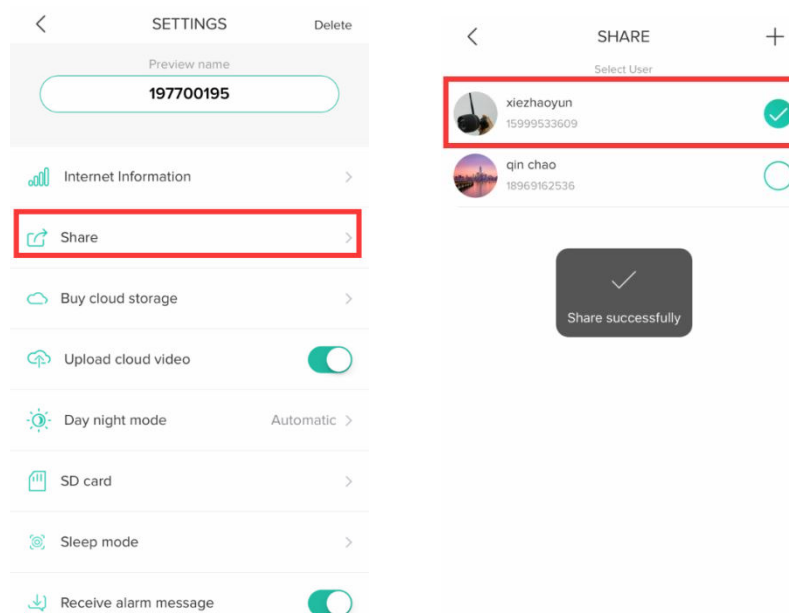 SETTINGS
Delete
Preview name
197700195
Internet Information
Share
Buy cloud storage
Upload cloud video
Day night mode
Automatic
SD card
Sleep mode
Receive alarm message
SHARE
Select User
xiezhaoyun
15999533609
qin chao
18969162536
Share successfully